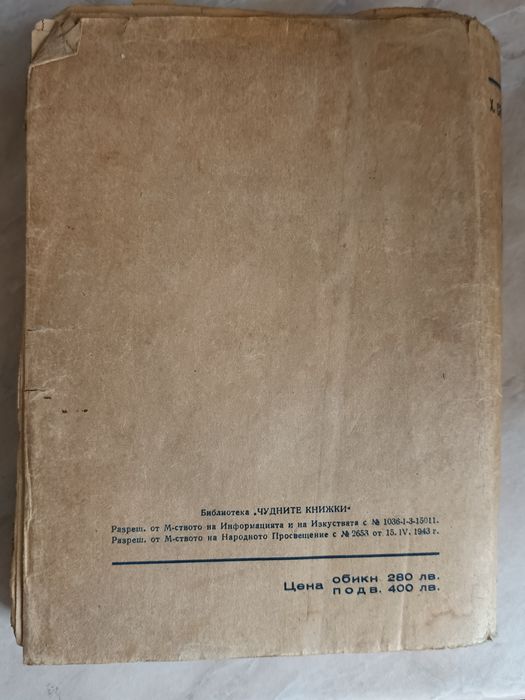 Библиотека „ЧУДНИТЕ КНИЖКИ“
Разреш. от М-ството на Информацията и на Изкуствата с № 1036-I-3-15011.
Разреш. от М-ството на Народното Просвещение с № 2653 от 15. IV. 1943 г.
Цена обикн. 280 лв.
подв. 400 лв.